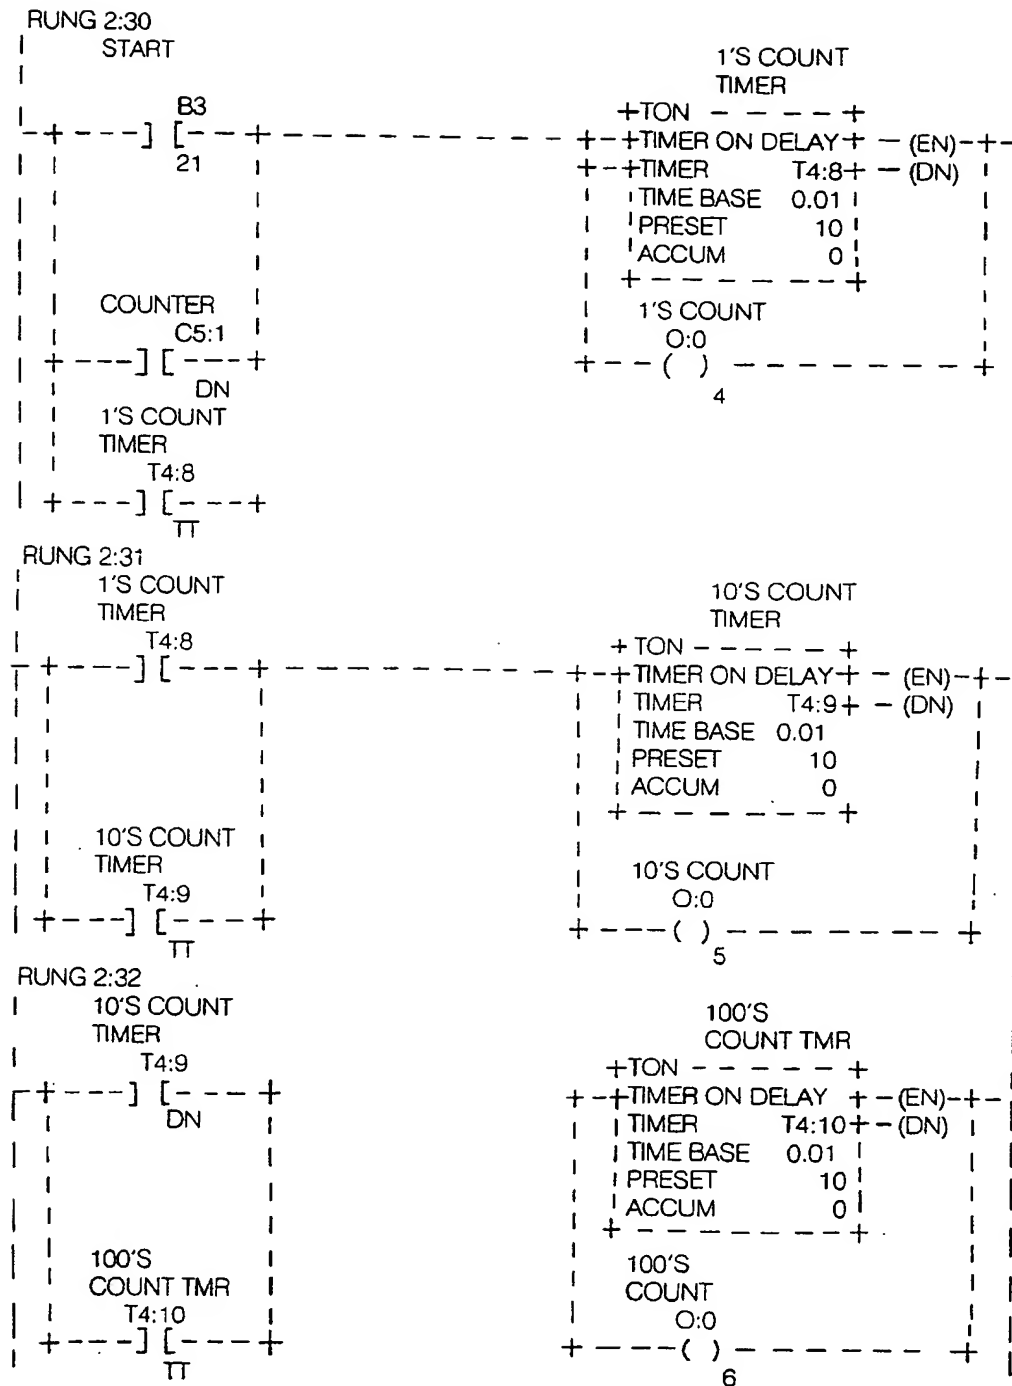 RUNG 2:30
START
B3
] [
21
COUNTER
C5:1
] [
DN
1'S COUNT
TIMER
T4:8
] [
TT
1'S COUNT
TIMER
TON
TIMER ON DELAY (EN)
TIMER T4:8 (DN)
TIME BASE 0.01
PRESET 10
ACCUM 0
1'S COUNT
O:0
( )
4
RUNG 2:31
1'S COUNT
TIMER
T4:8
] [
10'S COUNT
TIMER
T4:9
] [
TT
10'S COUNT
TIMER
TON
TIMER ON DELAY (EN)
TIMER T4:9 (DN)
TIME BASE 0.01
PRESET 10
ACCUM 0
10'S COUNT
O:0
( )
5
RUNG 2:32
10'S COUNT
TIMER
T4:9
] [
DN
100'S
COUNT TMR
T4:10
] [
TT
100'S
COUNT TMR
TON
TIMER ON DELAY (EN)
TIMER T4:10 (DN)
TIME BASE 0.01
PRESET 10
ACCUM 0
100'S
COUNT
O:0
( )
6